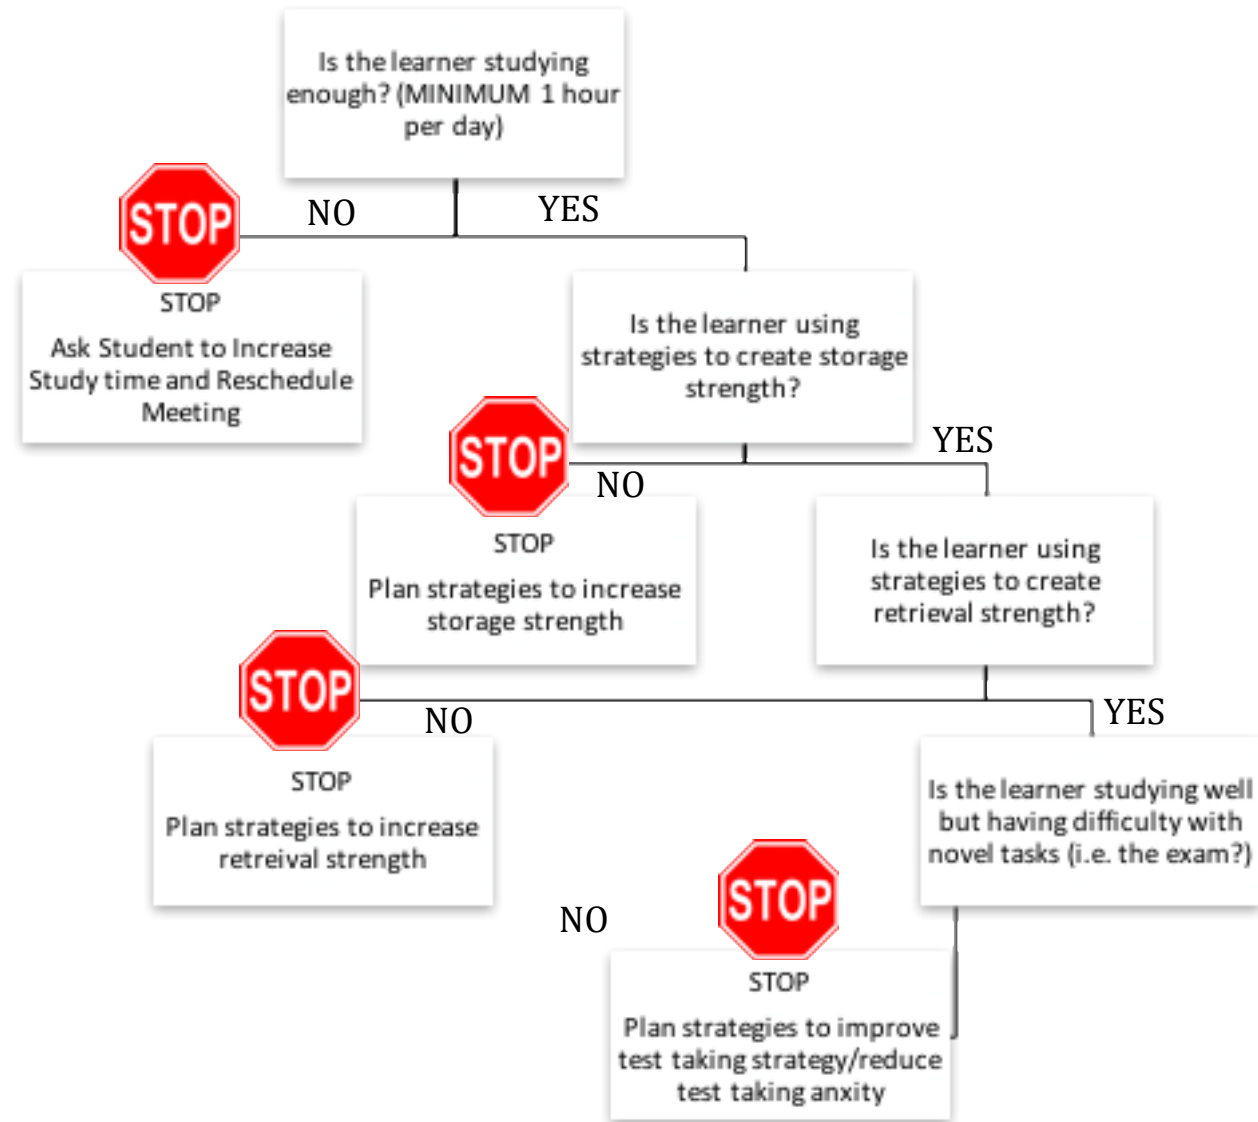 Is the learner studying
enough? (MINIMUM 1 hour
per day)
NO
YES
STOP
STOP
Ask Student to Increase
Study time and Reschedule
Meeting
Is the learner using
strategies to create storage
strength?
YES
NO
STOP
STOP
Plan strategies to increase
storage strength
Is the learner using
strategies to create
retrieval strength?
NO
YES
STOP
STOP
Plan strategies to increase
retreival strength
Is the learner studying well
but having difficulty with
novel tasks (i.e. the exam?)
NO
STOP
STOP
Plan strategies to improve
test taking strategy/reduce
test taking anxity